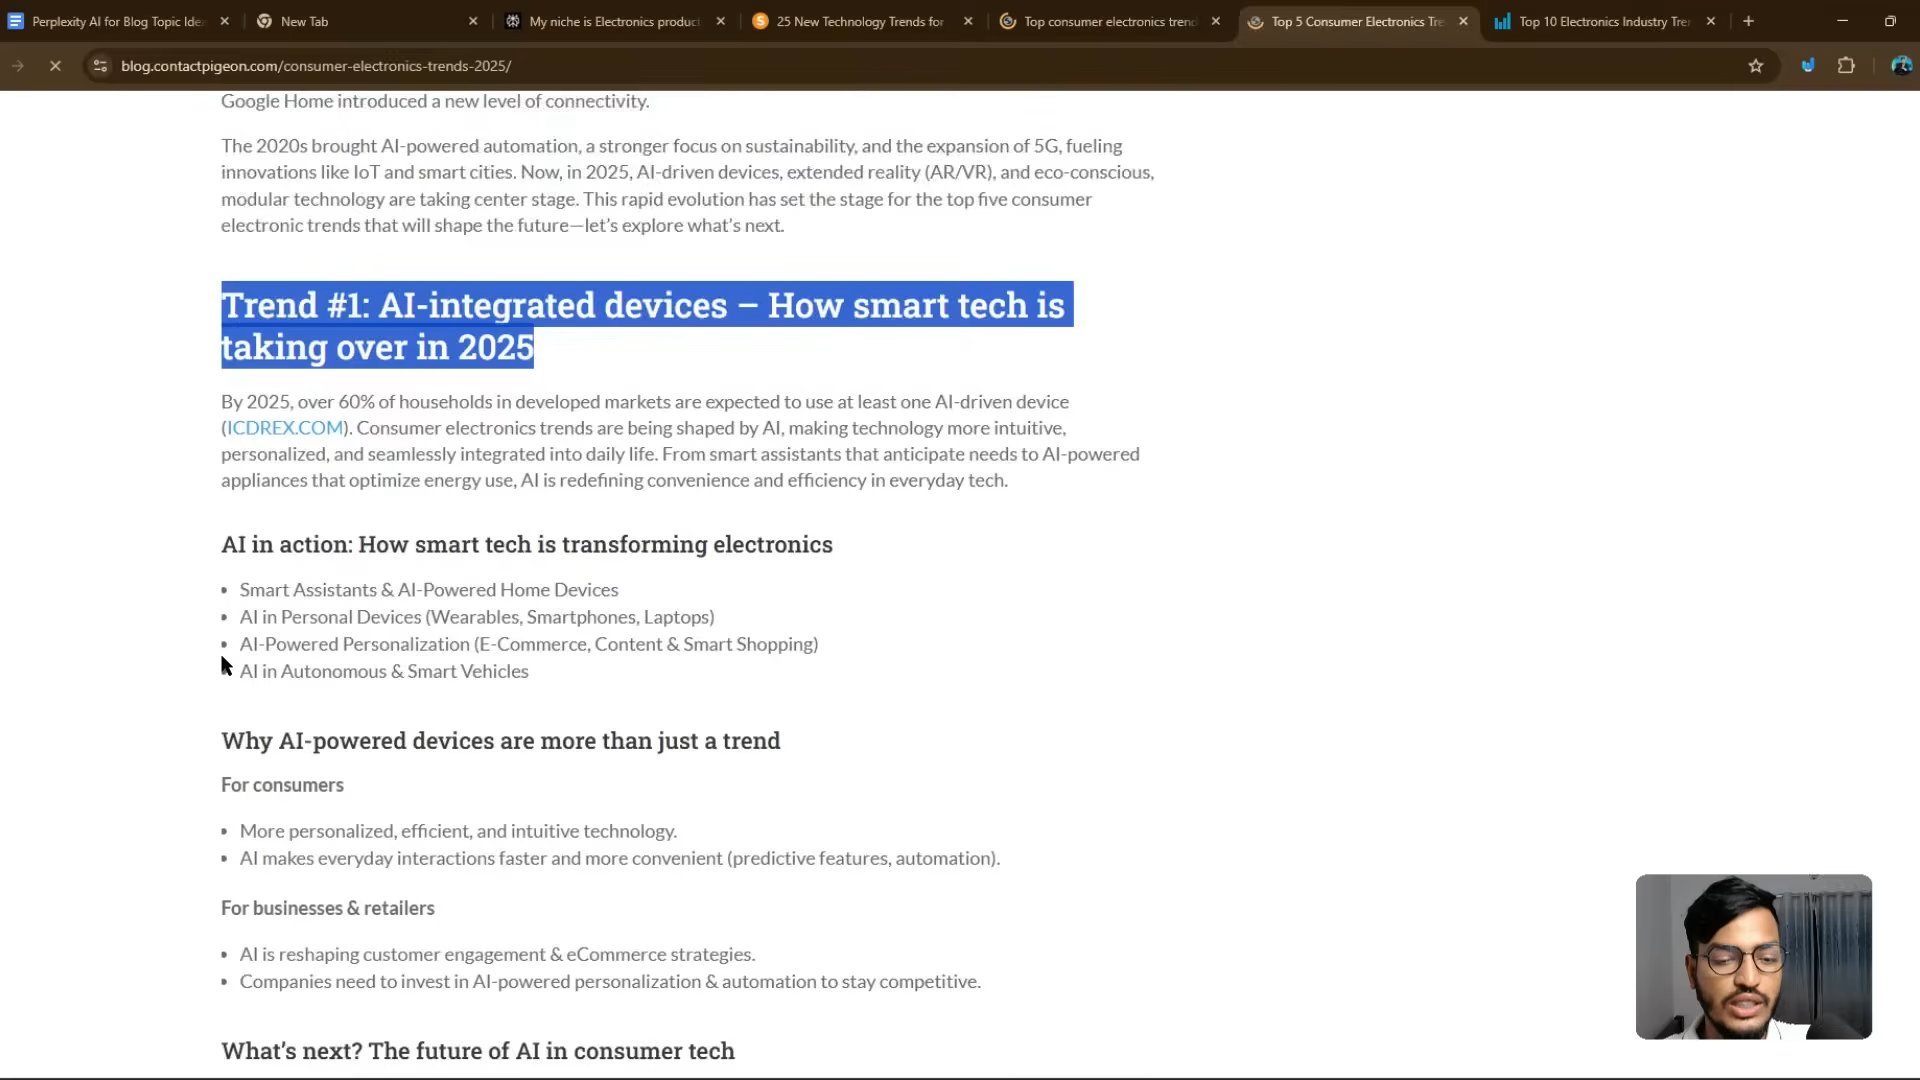 Perplexity AI for Blog Topic Ide
New Tab
My niche is Electronics product
25 New Technology Trends for
Top consumer electronics trend
Top 5 Consumer Electronics Tre
Top 10 Electronics Industry Tre
blog.contactpigeon.com/consumer-electronics-trends-2025/
Google Home introduced a new level of connectivity.
The 2020s brought AI-powered automation, a stronger focus on sustainability, and the expansion of 5G, fueling
innovations like IoT and smart cities. Now, in 2025, AI-driven devices, extended reality (AR/VR), and eco-conscious,
modular technology are taking center stage. This rapid evolution has set the stage for the top five consumer
electronic trends that will shape the future—let's explore what's next.
Trend #1: AI-integrated devices – How smart tech is
taking over in 2025
By 2025, over 60% of households in developed markets are expected to use at least one AI-driven device
(ICDREX.COM). Consumer electronics trends are being shaped by AI, making technology more intuitive,
personalized, and seamlessly integrated into daily life. From smart assistants that anticipate needs to AI-powered
appliances that optimize energy use, AI is redefining convenience and efficiency in everyday tech.
AI in action: How smart tech is transforming electronics
• Smart Assistants & AI-Powered Home Devices
• AI in Personal Devices (Wearables, Smartphones, Laptops)
• AI-Powered Personalization (E-Commerce, Content & Smart Shopping)
AI in Autonomous & Smart Vehicles
Why AI-powered devices are more than just a trend
For consumers
• More personalized, efficient, and intuitive technology.
• AI makes everyday interactions faster and more convenient (predictive features, automation).
For businesses & retailers
• AI is reshaping customer engagement & eCommerce strategies.
• Companies need to invest in AI-powered personalization & automation to stay competitive.
What's next? The future of AI in consumer tech